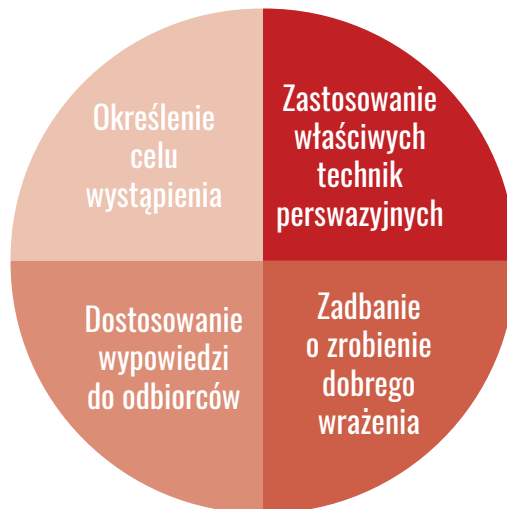 Określenie
celu
wystąpienia
Zastosowanie
właściwych
technik
perswazyjnych
Dostosowanie
wypowiedzi
do odbiorców
Zadbanie
o zrobienie
dobrego
wrażenia